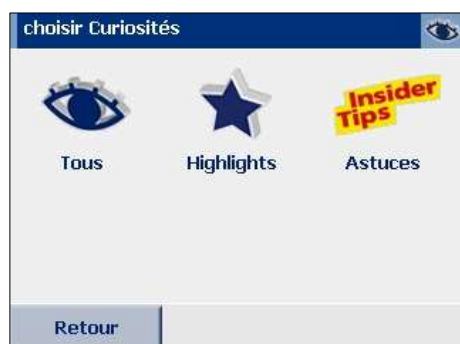 choisir Curiosités
Insider
Tips
Tous Highlights Astuces
Retour